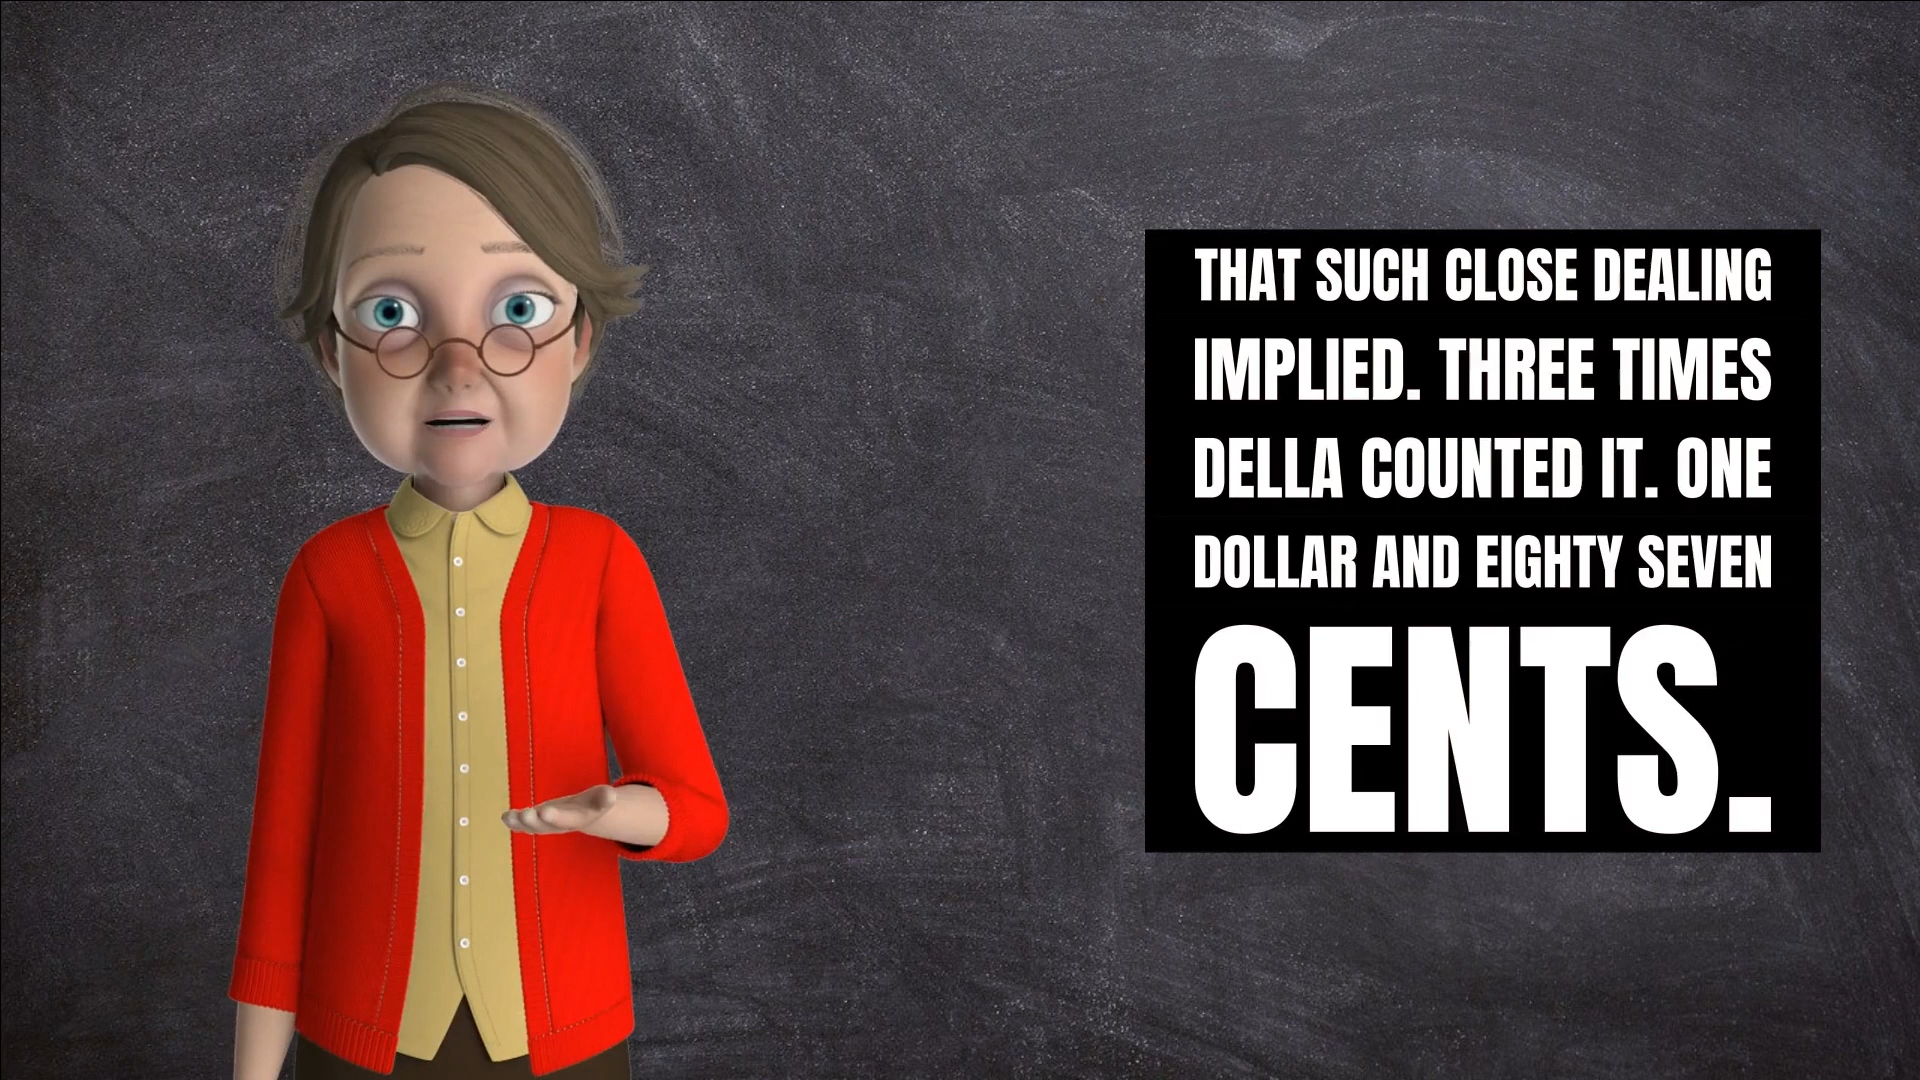 THAT SUCH CLOSE DEALING
IMPLIED. THREE TIMES
DELLA COUNTED IT. ONE
DOLLAR AND EIGHTY SEVEN
CENTS.